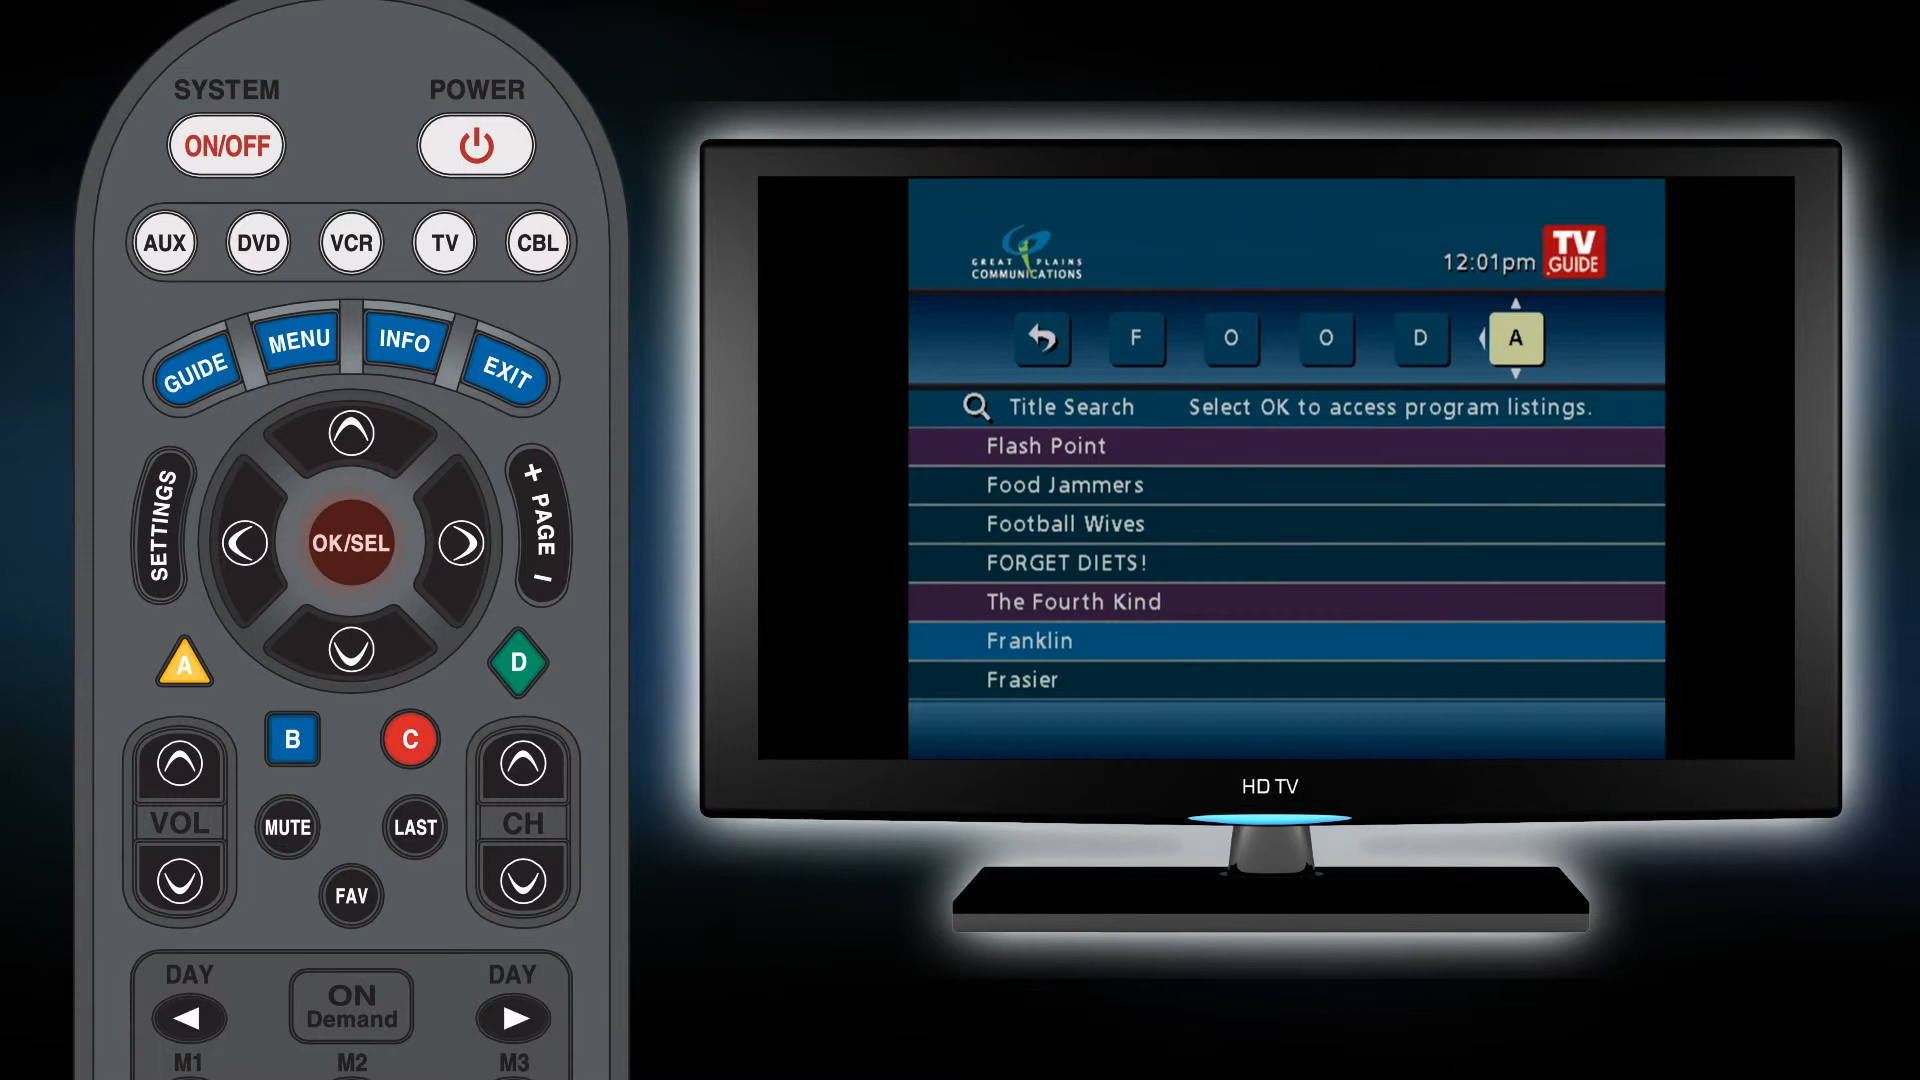 SYSTEM POWER
ON/OFF
AUX DVD VCR TV CBL
GUIDE MENU INFO EXIT
SETTINGS
+ PAGE -
OK/SEL
A D
B C
VOL MUTE LAST CH
FAV
DAY ON Demand DAY
M1 M2 M3
GREAT PLAINS
COMMUNICATIONS
12:01pm
TV
GUIDE
F O O D A
Title Search Select OK to access program listings.
Flash Point
Food Jammers
Football Wives
FORGET DIETS!
The Fourth Kind
Franklin
Frasier
HD TV